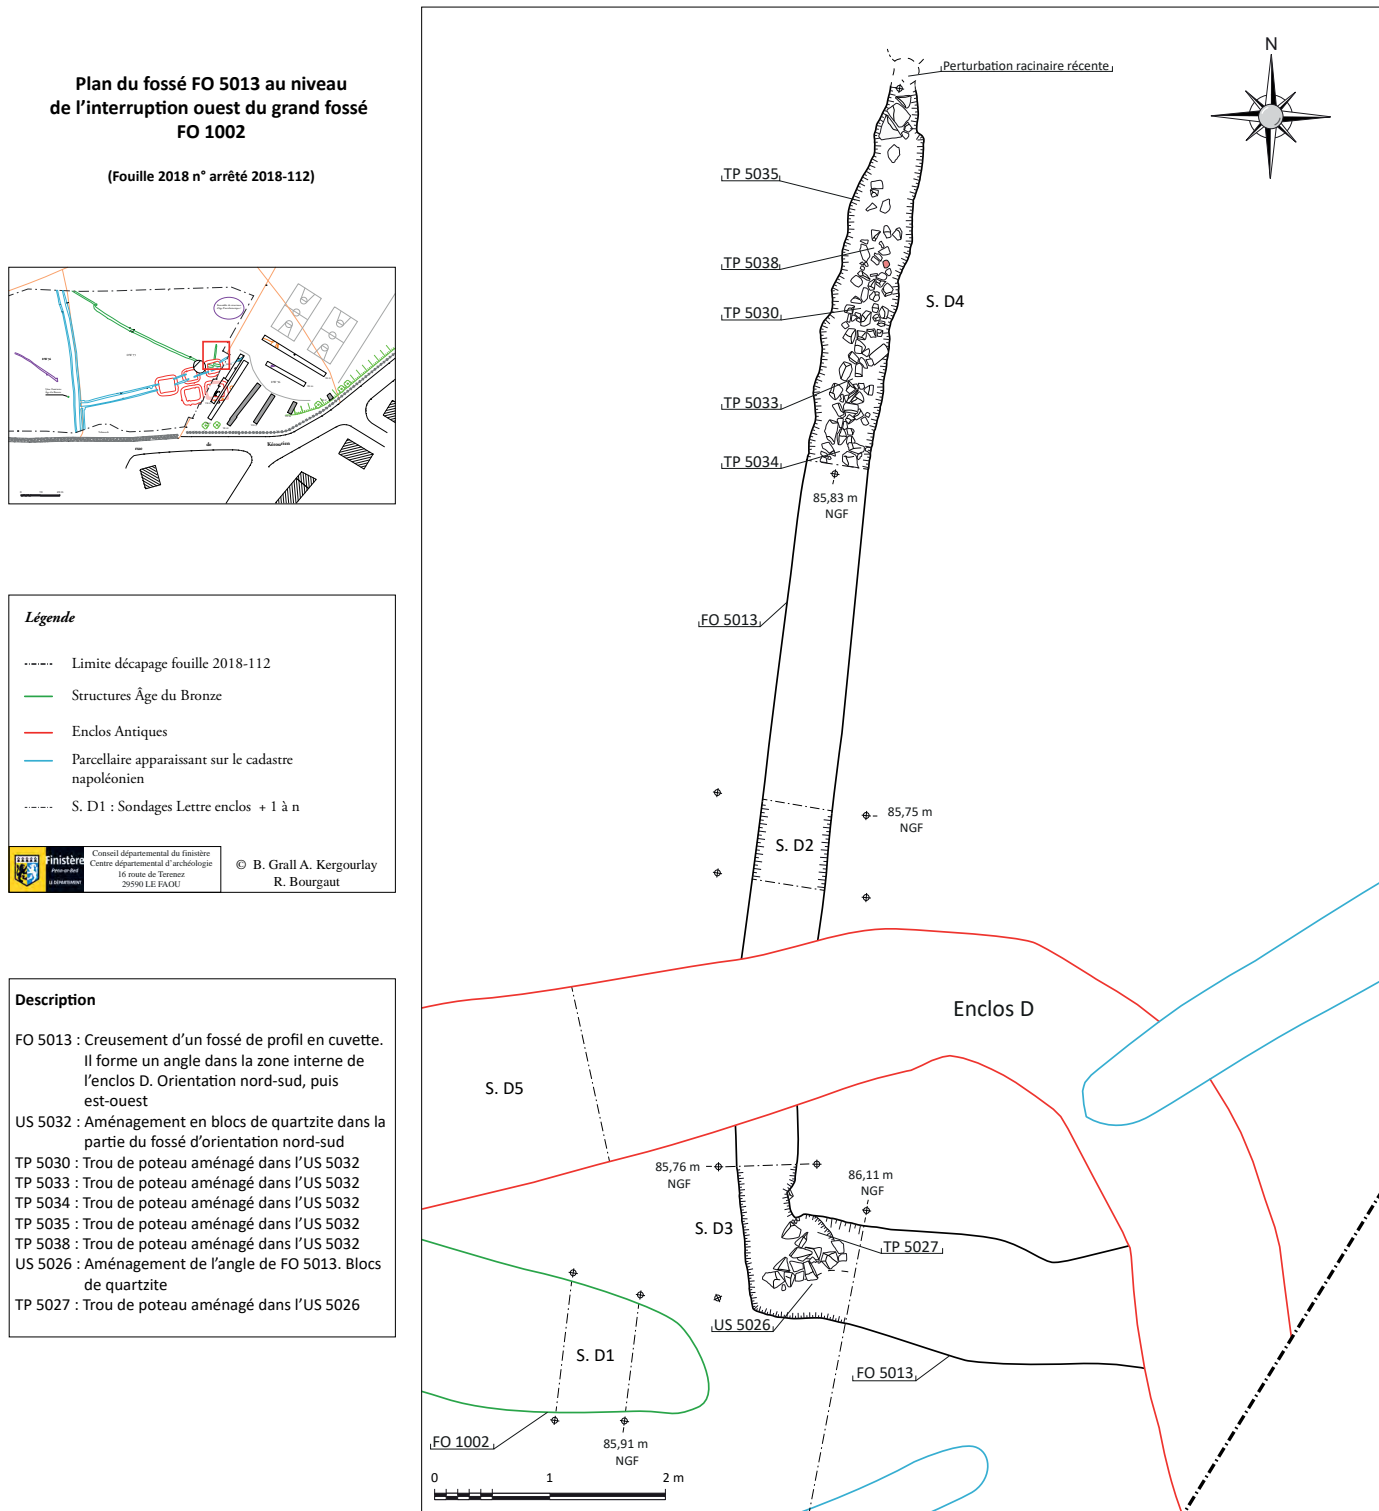 Plan du fossé FO 5013 au niveau
de l'interruption ouest du grand fossé
FO 1002
(Fouille 2018 n° arrêté 2018-112)
rue
de
Kérourien
Légende
Limite décapage fouille 2018-112
Structures Âge du Bronze
Enclos Antiques
Parcellaire apparaissant sur le cadastre
napoléonien
S. D1 : Sondages Lettre enclos + 1 à n
Finistère
Penn-ar-Bed
LE DÉPARTEMENT
Conseil départemental du finistère
Centre départemental d'archéologie
16 route de Terenez
29590 LE FAOU
© B. Grall A. Kergourlay
R. Bourgaut
Description
FO 5013 : Creusement d'un fossé de profil en cuvette.
Il forme un angle dans la zone interne de
l'enclos D. Orientation nord-sud, puis
est-ouest
US 5032 : Aménagement en blocs de quartzite dans la
partie du fossé d'orientation nord-sud
TP 5030 : Trou de poteau aménagé dans l'US 5032
TP 5033 : Trou de poteau aménagé dans l'US 5032
TP 5034 : Trou de poteau aménagé dans l'US 5032
TP 5035 : Trou de poteau aménagé dans l'US 5032
TP 5038 : Trou de poteau aménagé dans l'US 5032
US 5026 : Aménagement de l'angle de FO 5013. Blocs
de quartzite
TP 5027 : Trou de poteau aménagé dans l'US 5026
N
Perturbation racinaire récente
TP 5035
TP 5038
S. D4
TP 5030
TP 5033
TP 5034
85,83 m
NGF
FO 5013
85,75 m
NGF
S. D2
Enclos D
S. D5
85,76 m
NGF
86,11 m
NGF
S. D3
TP 5027
US 5026
S. D1
FO 5013
FO 1002
85,91 m
NGF
0 1 2 m